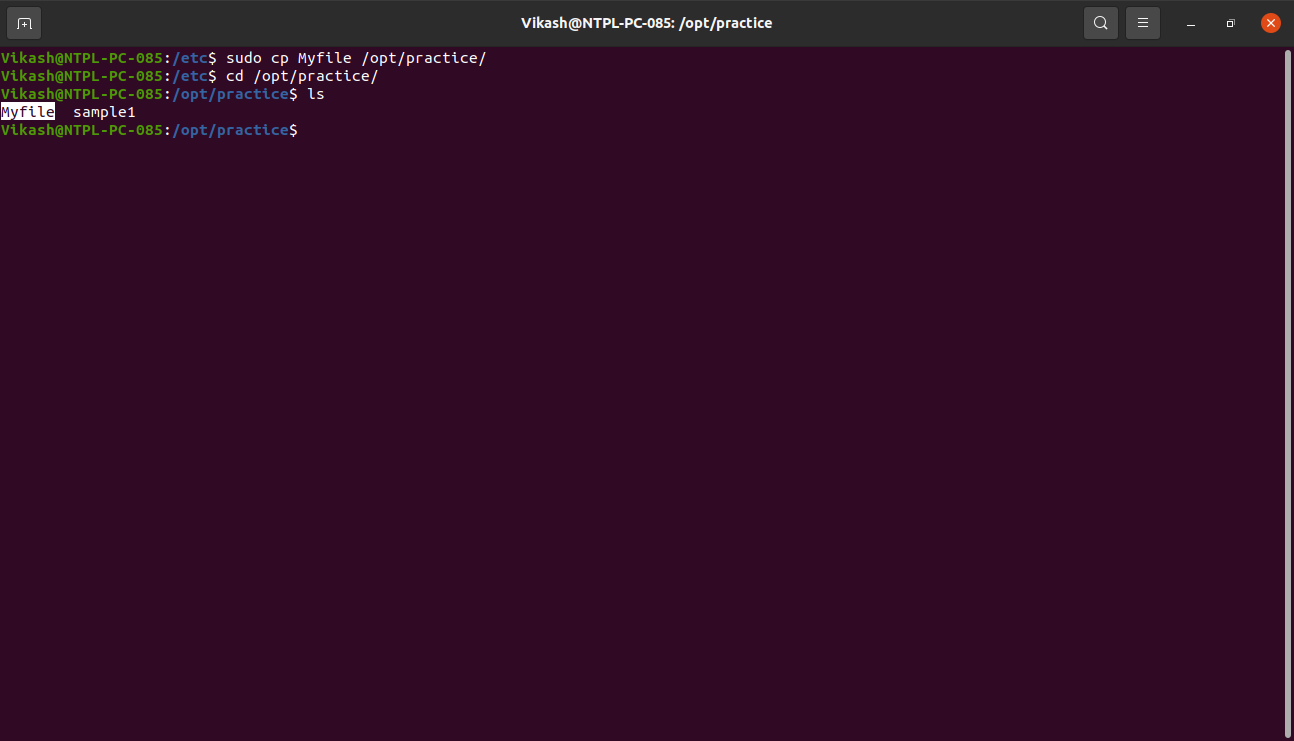 Vikash@NTPL-PC-085: /opt/practice
Vikash@NTPL-PC-085:/etc$ sudo cp Myfile /opt/practice/
Vikash@NTPL-PC-085:/etc$ cd /opt/practice/
Vikash@NTPL-PC-085:/opt/practice$ ls
Myfile  sample1
Vikash@NTPL-PC-085:/opt/practice$